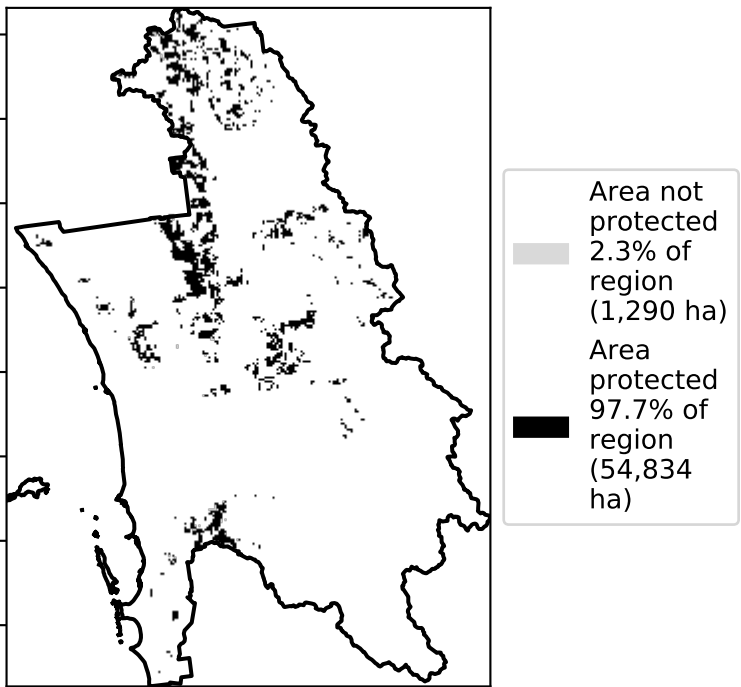 Area not
protected
2.3% of
region
(1,290 ha)
Area
protected
97.7% of
region
(54,834
ha)